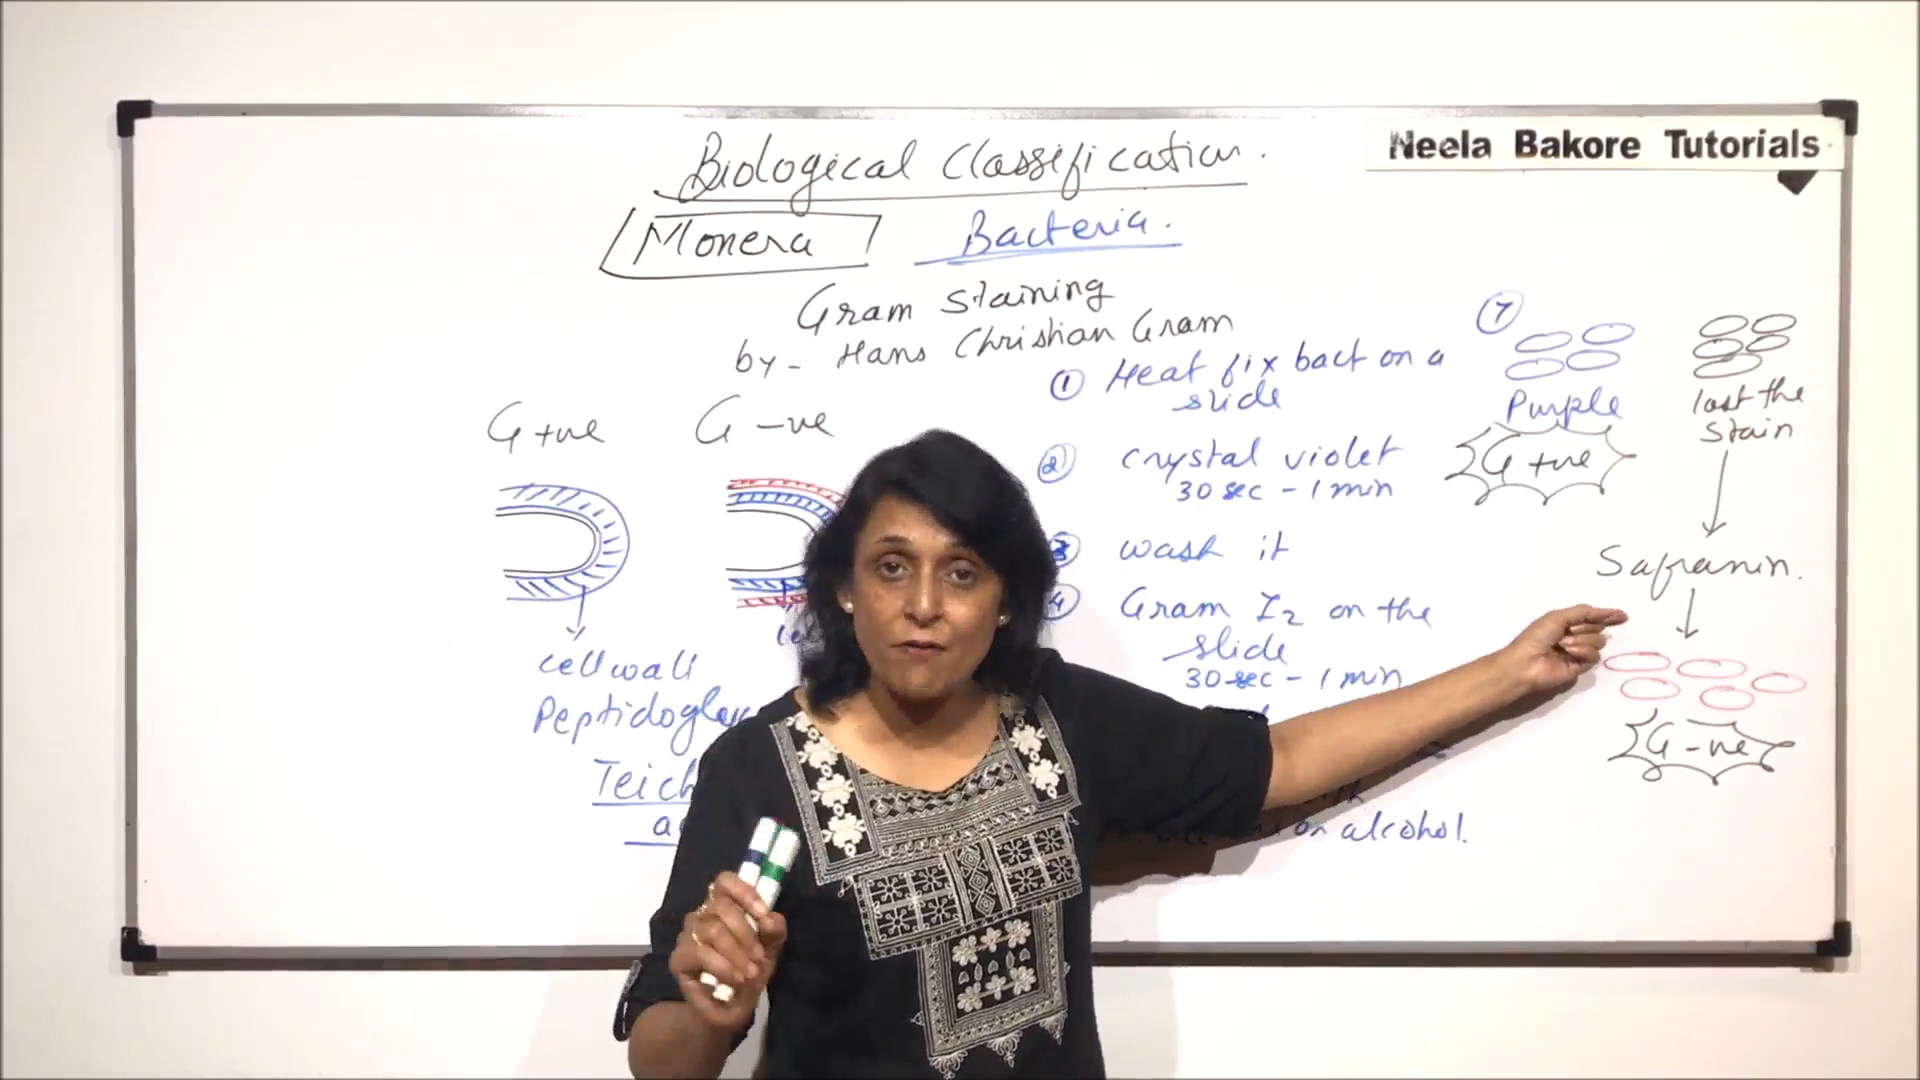 Neela Bakore Tutorials
Biological Classification.
Monera
Bacteria.
Gram Staining
by - Hans Christian Gram
G +ve
G -ve
cell wall
Teich
① Heat fix bact on a
slide
② crystal violet
30 sec - 1 min
3 wash it
4 Gram I2 on the
slide
30 sec - 1 min
on alcohol.
⑦
Purple
G +ve
lost the
stain
Safranin.
G -ve